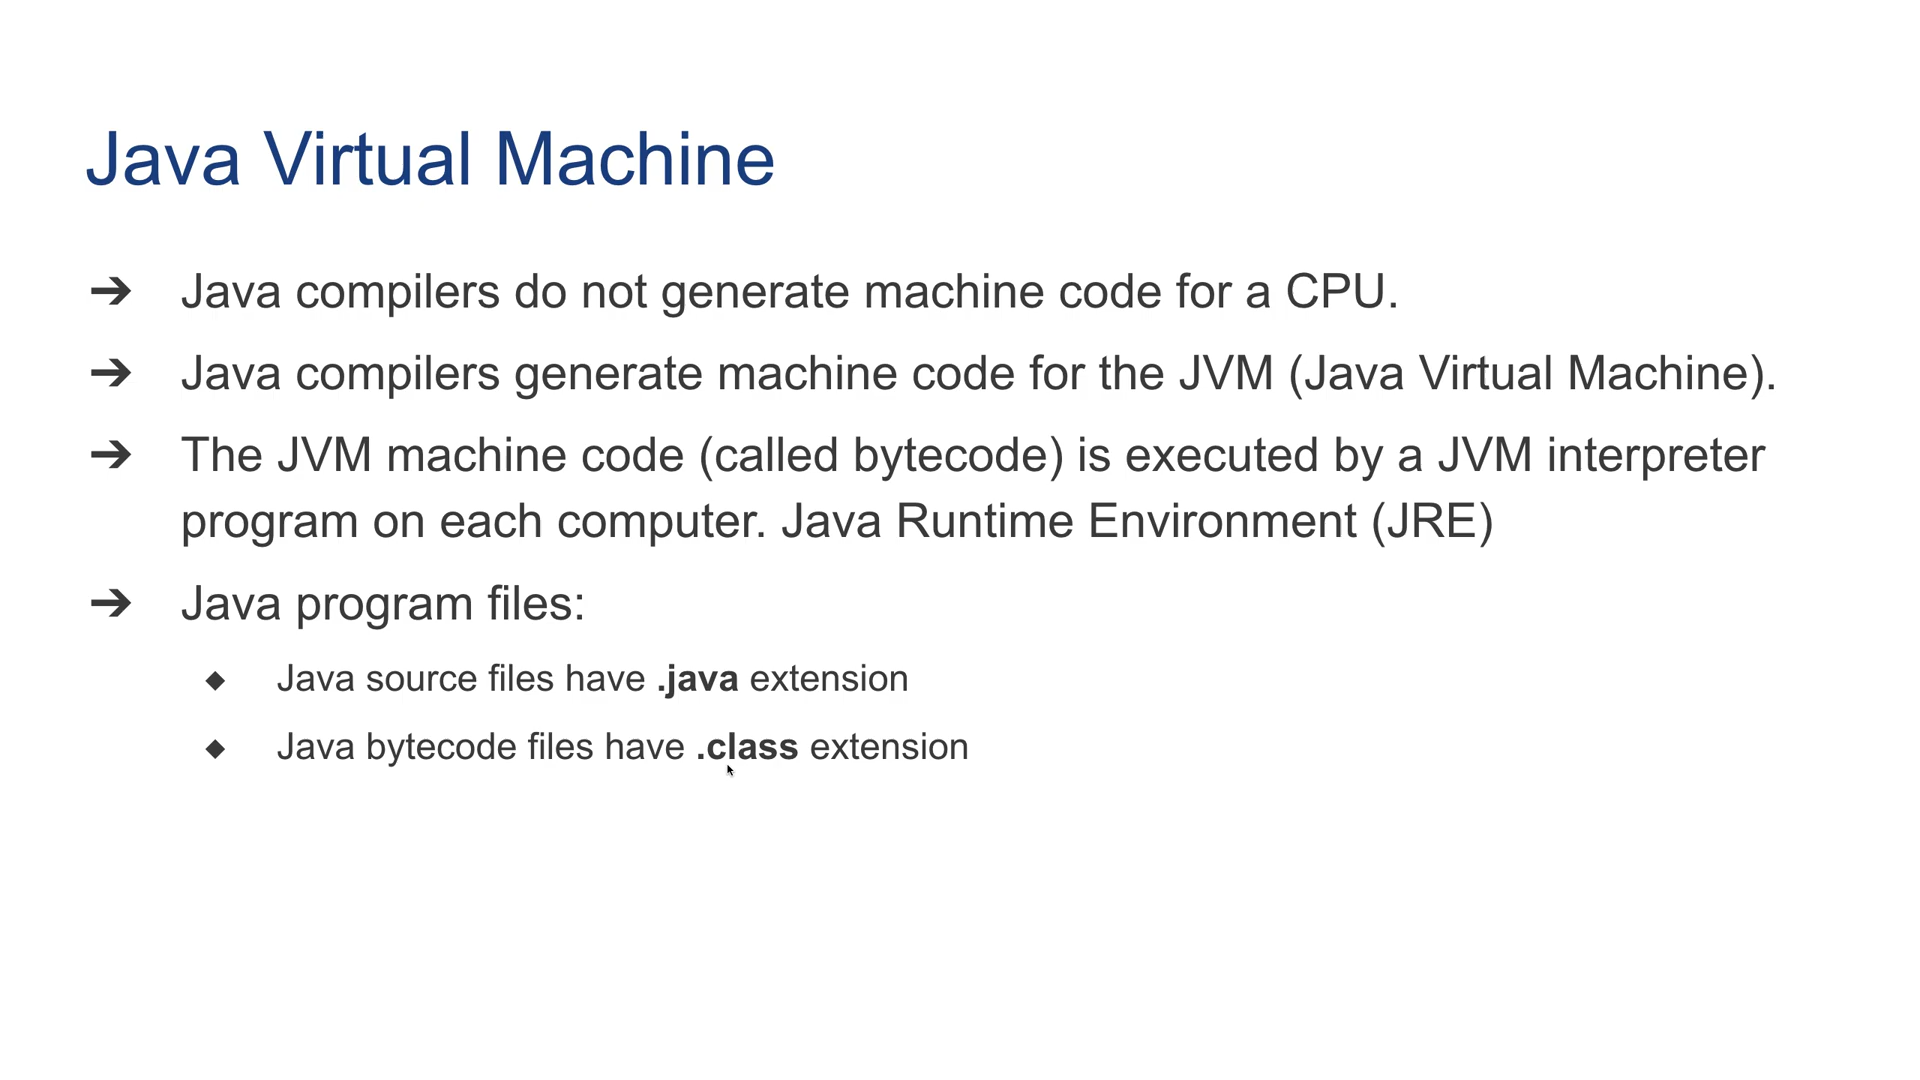 Java Virtual Machine
➔ Java compilers do not generate machine code for a CPU.
➔ Java compilers generate machine code for the JVM (Java Virtual Machine).
➔ The JVM machine code (called bytecode) is executed by a JVM interpreter
program on each computer. Java Runtime Environment (JRE)
➔ Java program files:
◆ Java source files have .java extension
◆ Java bytecode files have .class extension